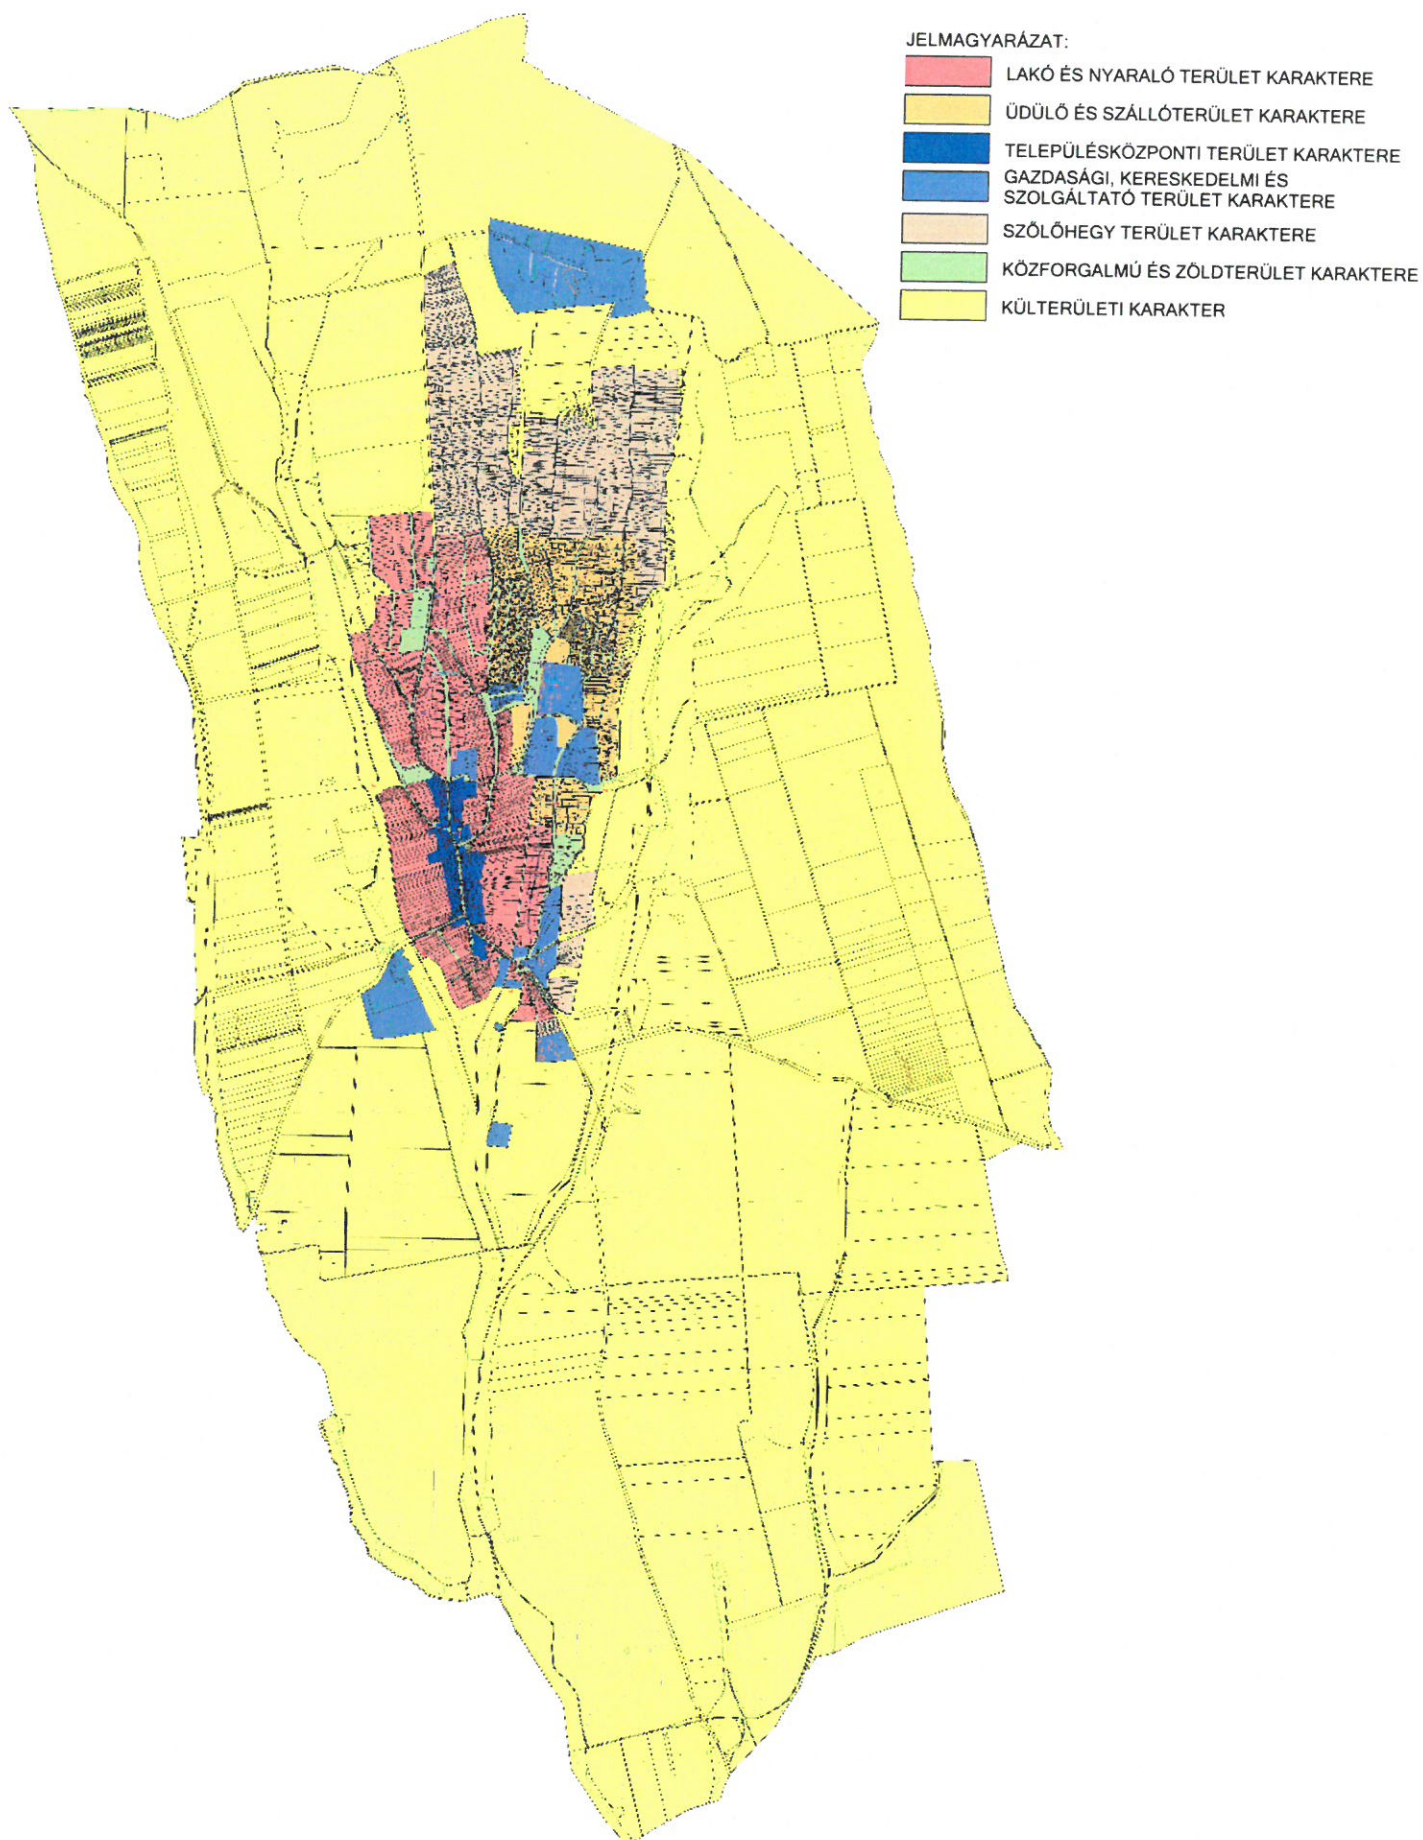 JELMAGYARÁZAT:
LAKÓ ÉS NYARALÓ TERÜLET KARAKTERE
ÜDÜLŐ ÉS SZÁLLÓTERÜLET KARAKTERE
TELEPÜLÉSKÖZPONTI TERÜLET KARAKTERE
GAZDASÁGI, KERESKEDELMI ÉS
SZOLGÁLTATÓ TERÜLET KARAKTERE
SZŐLŐHEGY TERÜLET KARAKTERE
KÖZFORGALMÚ ÉS ZÖLDTERÜLET KARAKTERE
KÜLTERÜLETI KARAKTER